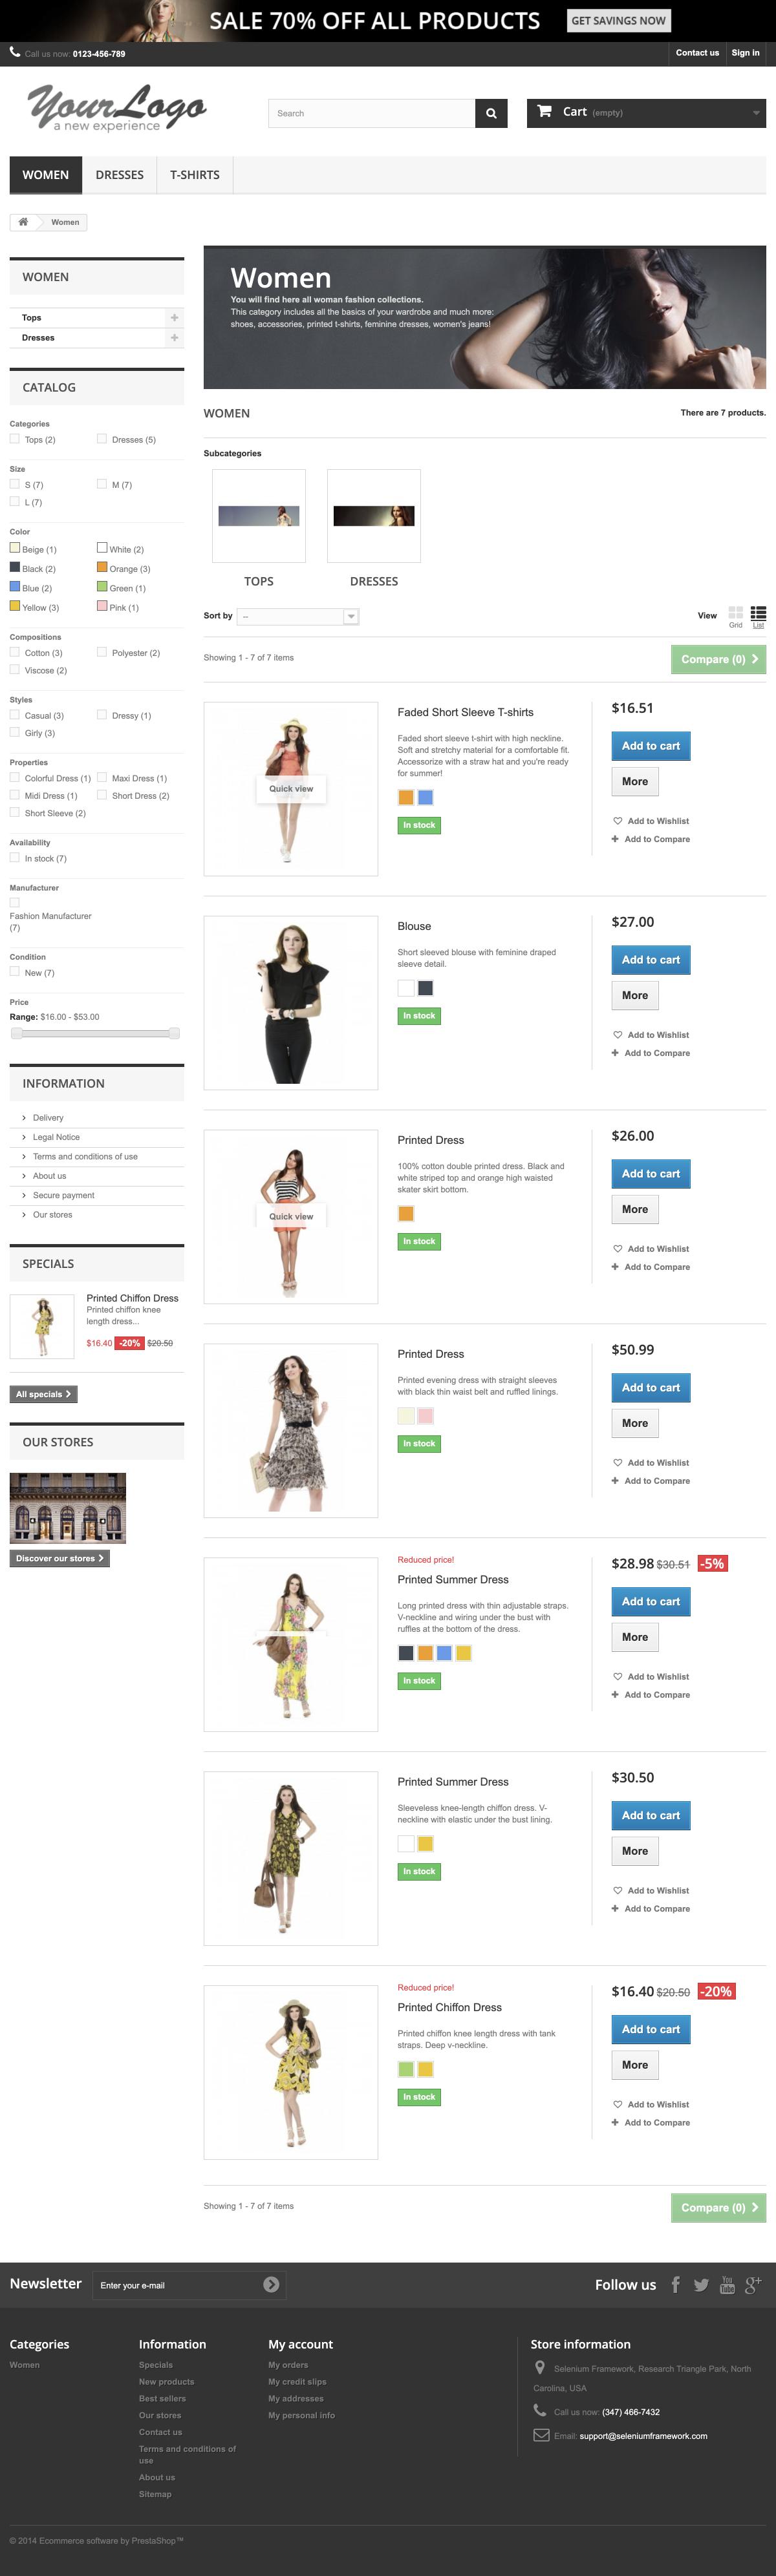 SALE 70% OFF ALL PRODUCTS GET SAVINGS NOW
Call us now: 0123-456-789 Contact us Sign in
YourLogo
a new experience
Search
Cart (empty)
WOMEN DRESSES T-SHIRTS
Women
WOMEN
Tops
Dresses
CATALOG
Categories
Tops (2) Dresses (5)
Size
S (7) M (7)
L (7)
Color
Beige (1) White (2)
Black (2) Orange (3)
Blue (2) Green (1)
Yellow (3) Pink (1)
Compositions
Cotton (3) Polyester (2)
Viscose (2)
Styles
Casual (3) Dressy (1)
Girly (3)
Properties
Colorful Dress (1) Maxi Dress (1)
Midi Dress (1) Short Dress (2)
Short Sleeve (2)
Availability
In stock (7)
Manufacturer
Fashion Manufacturer
(7)
Condition
New (7)
Price
Range: $16.00 - $53.00
INFORMATION
Delivery
Legal Notice
Terms and conditions of use
About us
Secure payment
Our stores
SPECIALS
Printed Chiffon Dress
Printed chiffon knee
length dress...
$16.40 -20% $20.50
All specials
OUR STORES
Discover our stores
Women
You will find here all woman fashion collections.
This category includes all the basics of your wardrobe and much more:
shoes, accessories, printed t-shirts, feminine dresses, women's jeans!
WOMEN There are 7 products.
Subcategories
TOPS DRESSES
Sort by -- View Grid List
Showing 1 - 7 of 7 items Compare (0)
Quick view
Faded Short Sleeve T-shirts
Faded short sleeve t-shirt with high neckline.
Soft and stretchy material for a comfortable fit.
Accessorize with a straw hat and you're ready
for summer!
In stock
$16.51
Add to cart
More
Add to Wishlist
Add to Compare
Blouse
Short sleeved blouse with feminine draped
sleeve detail.
In stock
$27.00
Add to cart
More
Add to Wishlist
Add to Compare
Quick view
Printed Dress
100% cotton double printed dress. Black and
white striped top and orange high waisted
skater skirt bottom.
In stock
$26.00
Add to cart
More
Add to Wishlist
Add to Compare
Printed Dress
Printed evening dress with straight sleeves
with black thin waist belt and ruffled linings.
In stock
$50.99
Add to cart
More
Add to Wishlist
Add to Compare
Reduced price!
Printed Summer Dress
Long printed dress with thin adjustable straps.
V-neckline and wiring under the bust with
ruffles at the bottom of the dress.
In stock
$28.98 $30.51 -5%
Add to cart
More
Add to Wishlist
Add to Compare
Printed Summer Dress
Sleeveless knee-length chiffon dress. V-
neckline with elastic under the bust lining.
In stock
$30.50
Add to cart
More
Add to Wishlist
Add to Compare
Reduced price!
Printed Chiffon Dress
Printed chiffon knee length dress with tank
straps. Deep v-neckline.
In stock
$16.40 $20.50 -20%
Add to cart
More
Add to Wishlist
Add to Compare
Showing 1 - 7 of 7 items Compare (0)
Newsletter Enter your e-mail Follow us
Categories
Women
Information
Specials
New products
Best sellers
Our stores
Contact us
Terms and conditions of
use
About us
Sitemap
My account
My orders
My credit slips
My addresses
My personal info
Store information
Selenium Framework, Research Triangle Park, North
Carolina, USA
Call us now: (347) 466-7432
Email: support@seleniumframework.com
© 2014 Ecommerce software by PrestaShop™